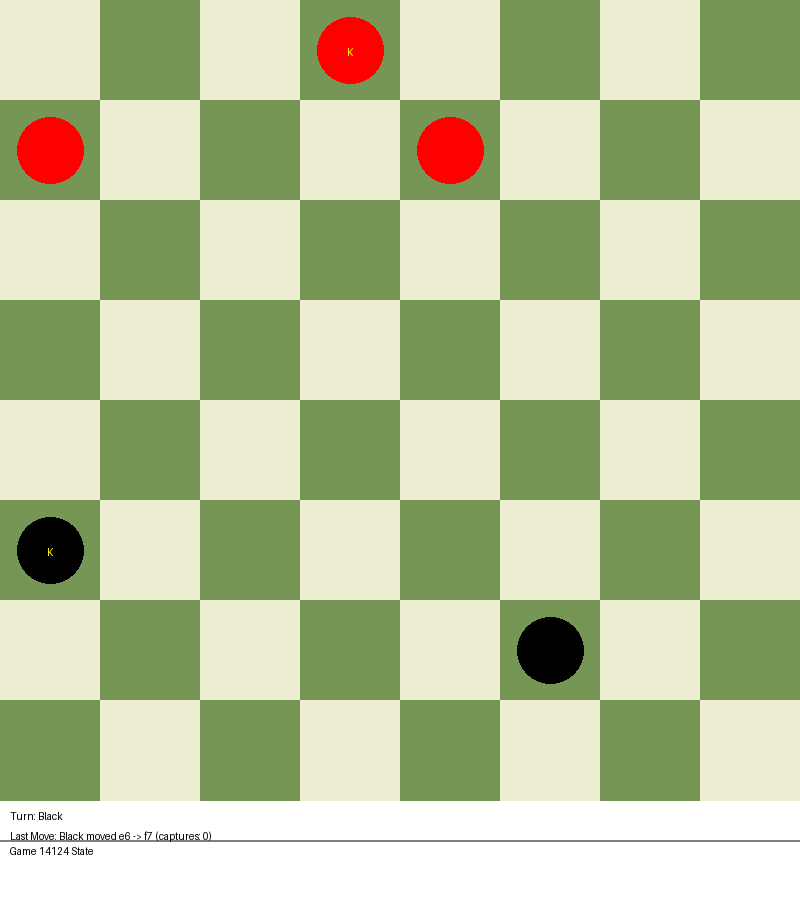 K
K
Turn: Black
Last Move: Black moved e6 -> f7 (captures: 0)
Game 14124 State